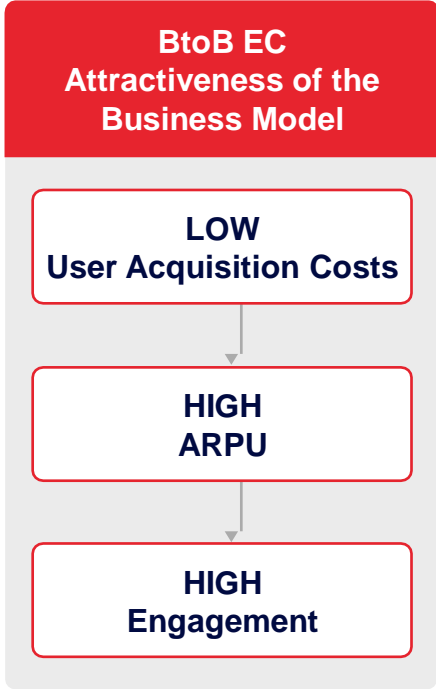 BtoB EC
Attractiveness of the
Business Model
LOW
User Acquisition Costs
HIGH
ARPU
HIGH
Engagement